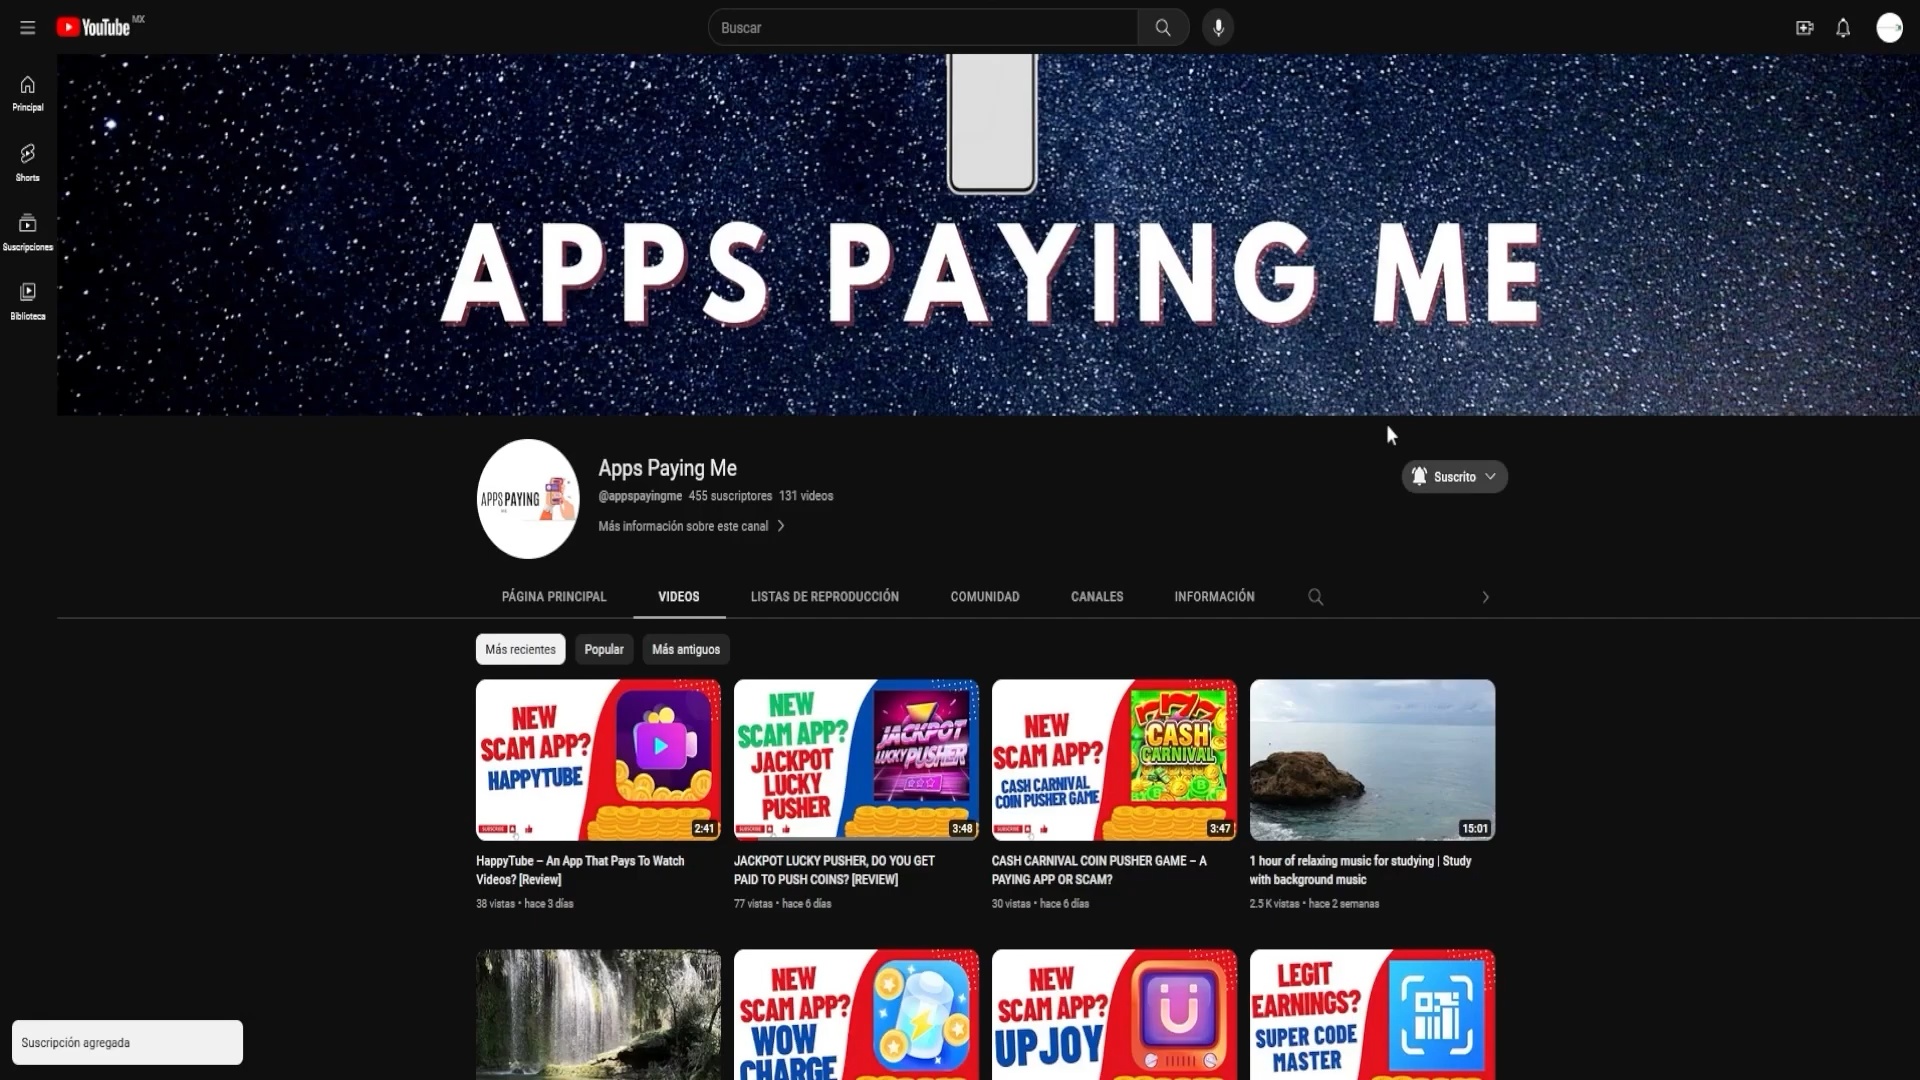 YouTube MX
Buscar
Principal
Shorts
Suscripciones
Biblioteca
APPS PAYING ME
APPS PAYING
ME
Apps Paying Me
@appspayingme 455 suscriptores 131 videos
Más información sobre este canal
Suscrito
PÁGINA PRINCIPAL VIDEOS LISTAS DE REPRODUCCIÓN COMUNIDAD CANALES INFORMACIÓN
Más recientes Popular Más antiguos
NEW
SCAM APP?
HAPPYTUBE
SUBSCRIBE
2:41
HappyTube – An App That Pays To Watch
Videos? [Review]
38 vistas • hace 3 días
NEW
SCAM APP?
JACKPOT
LUCKY
PUSHER
JACKPOT
LUCKY PUSHER
SUBSCRIBE
3:48
JACKPOT LUCKY PUSHER, DO YOU GET
PAID TO PUSH COINS? [REVIEW]
77 vistas • hace 6 días
NEW
SCAM APP?
CASH CARNIVAL
COIN PUSHER GAME
777
CASH
CARNIVAL
SUBSCRIBE
3:47
CASH CARNIVAL COIN PUSHER GAME – A
PAYING APP OR SCAM?
30 vistas • hace 6 días
15:01
1 hour of relaxing music for studying | Study
with background music
2.5 K vistas • hace 2 semanas
NEW
SCAM APP?
WOW
CHARGE
NEW
SCAM APP?
UPJOY
LEGIT
EARNINGS?
SUPER CODE
MASTER
Suscripción agregada